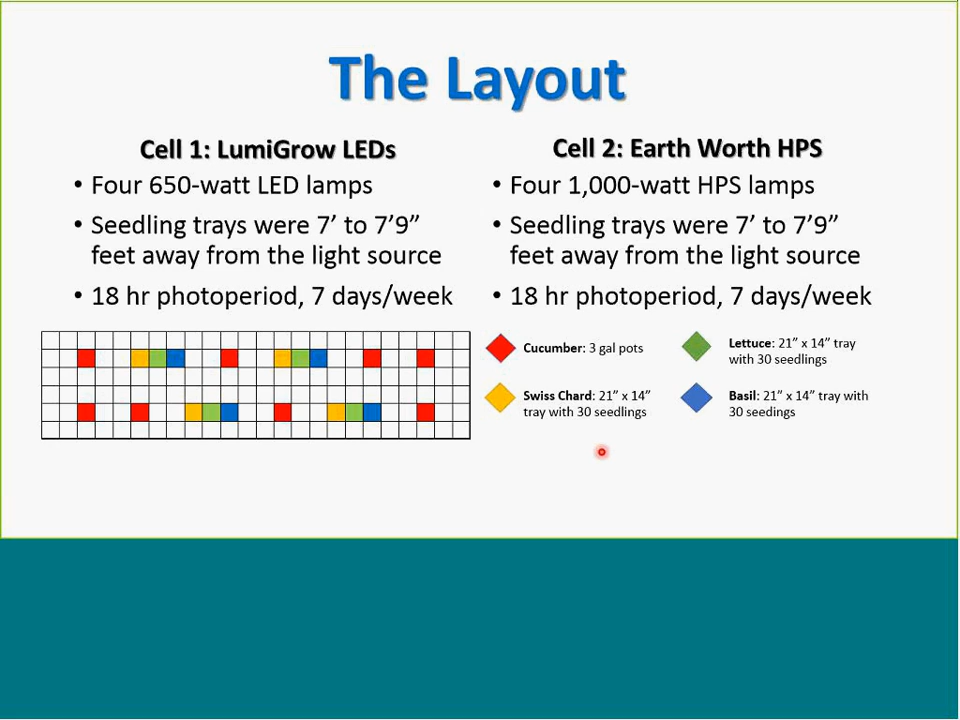 The Layout
Cell 1: LumiGrow LEDs
• Four 650-watt LED lamps
• Seedling trays were 7’ to 7’9”
feet away from the light source
• 18 hr photoperiod, 7 days/week
Cell 2: Earth Worth HPS
• Four 1,000-watt HPS lamps
• Seedling trays were 7’ to 7’9”
feet away from the light source
• 18 hr photoperiod, 7 days/week
Cucumber: 3 gal pots
Swiss Chard: 21” x 14”
tray with 30 seedlings
Lettuce: 21” x 14” tray
with 30 seedlings
Basil: 21” x 14” tray with
30 seedings